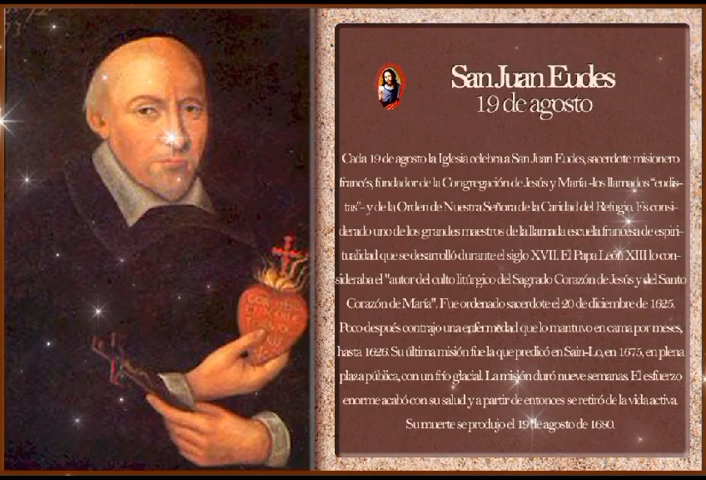 San Juan Eudes
19 de agosto
Cada 19 de agosto la Iglesia celebra a San Juan Eudes, sacerdote misionero
francés, fundador de la Congregación de Jesús y María -los llamados "eudis-
tas"- y de la Orden de Nuestra Señora de la Caridad del Refugio. Es consi-
derado uno de los grandes maestros de la llamada escuela francesa de espiri-
tualidad que se desarrolló durante el siglo XVII. El Papa León XIII lo con-
sideraba el "autor del culto litúrgico del Sagrado Corazón de Jesús y del Santo
Corazón de María". Fue ordenado sacerdote el 20 de diciembre de 1625.
Poco después contrajo una enfermedad que lo mantuvo en cama por meses,
hasta 1626. Su última misión fue la que predicó en Sain-Lo, en 1675, en plena
plaza pública, con un frío glacial. La misión duró nueve semanas. El esfuerzo
enorme acabó con su salud y a partir de entonces se retiró de la vida activa.
Su muerte se produjo el 19 de agosto de 1680.